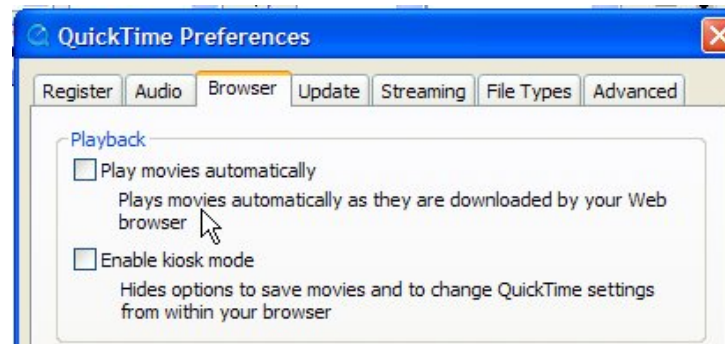 QuickTime Preferences
Register Audio Browser Update Streaming File Types Advanced
Playback
Play movies automatically
Plays movies automatically as they are downloaded by your Web
browser
Enable kiosk mode
Hides options to save movies and to change QuickTime settings
from within your browser